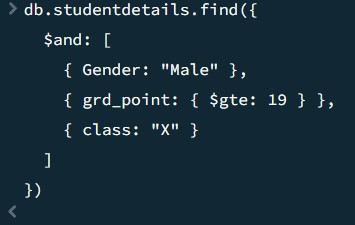 > db.studentdetails.find({
$and: [
{ Gender: "Male" },
{ grd_point: { $gte: 19 } },
{ class: "X" }
]
})
<